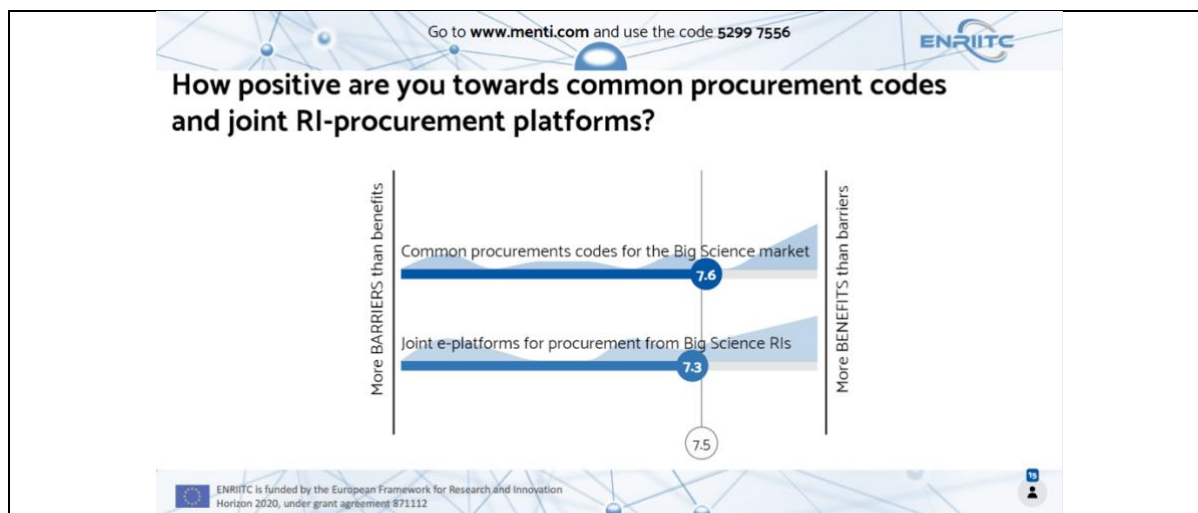 Go to www.menti.com and use the code 5299 7556
ENRIITC
How positive are you towards common procurement codes
and joint RI-procurement platforms?
More BARRIERS than benefits
Common procurements codes for the Big Science market
7.6
Joint e-platforms for procurement from Big Science RIs
7.3
7.5
More BENEFITS than barriers
ENRIITC is funded by the European Framework for Research and Innovation
Horizon 2020, under grant agreement 871112